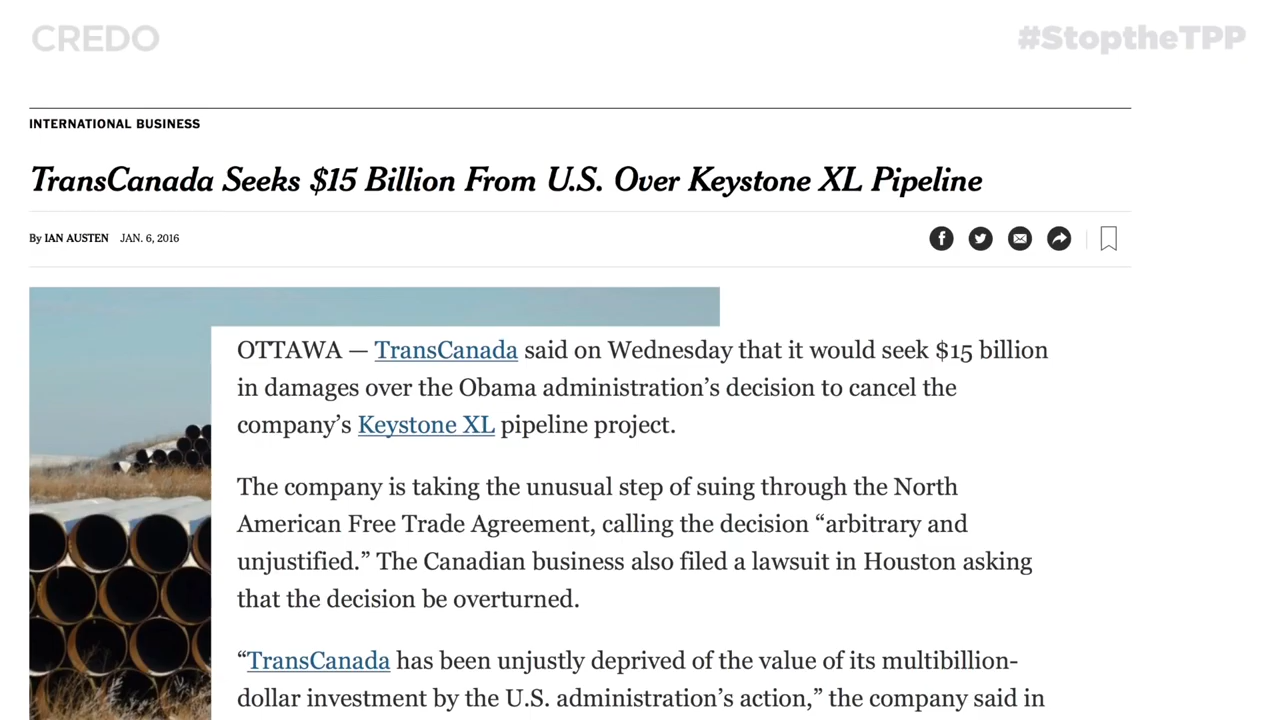 CREDO
#StoptheTPP
INTERNATIONAL BUSINESS
TransCanada Seeks $15 Billion From U.S. Over Keystone XL Pipeline
By IAN AUSTEN JAN. 6, 2016
OTTAWA — TransCanada said on Wednesday that it would seek $15 billion
in damages over the Obama administration’s decision to cancel the
company’s Keystone XL pipeline project.
The company is taking the unusual step of suing through the North
American Free Trade Agreement, calling the decision “arbitrary and
unjustified.” The Canadian business also filed a lawsuit in Houston asking
that the decision be overturned.
“TransCanada has been unjustly deprived of the value of its multibillion-
dollar investment by the U.S. administration’s action,” the company said in